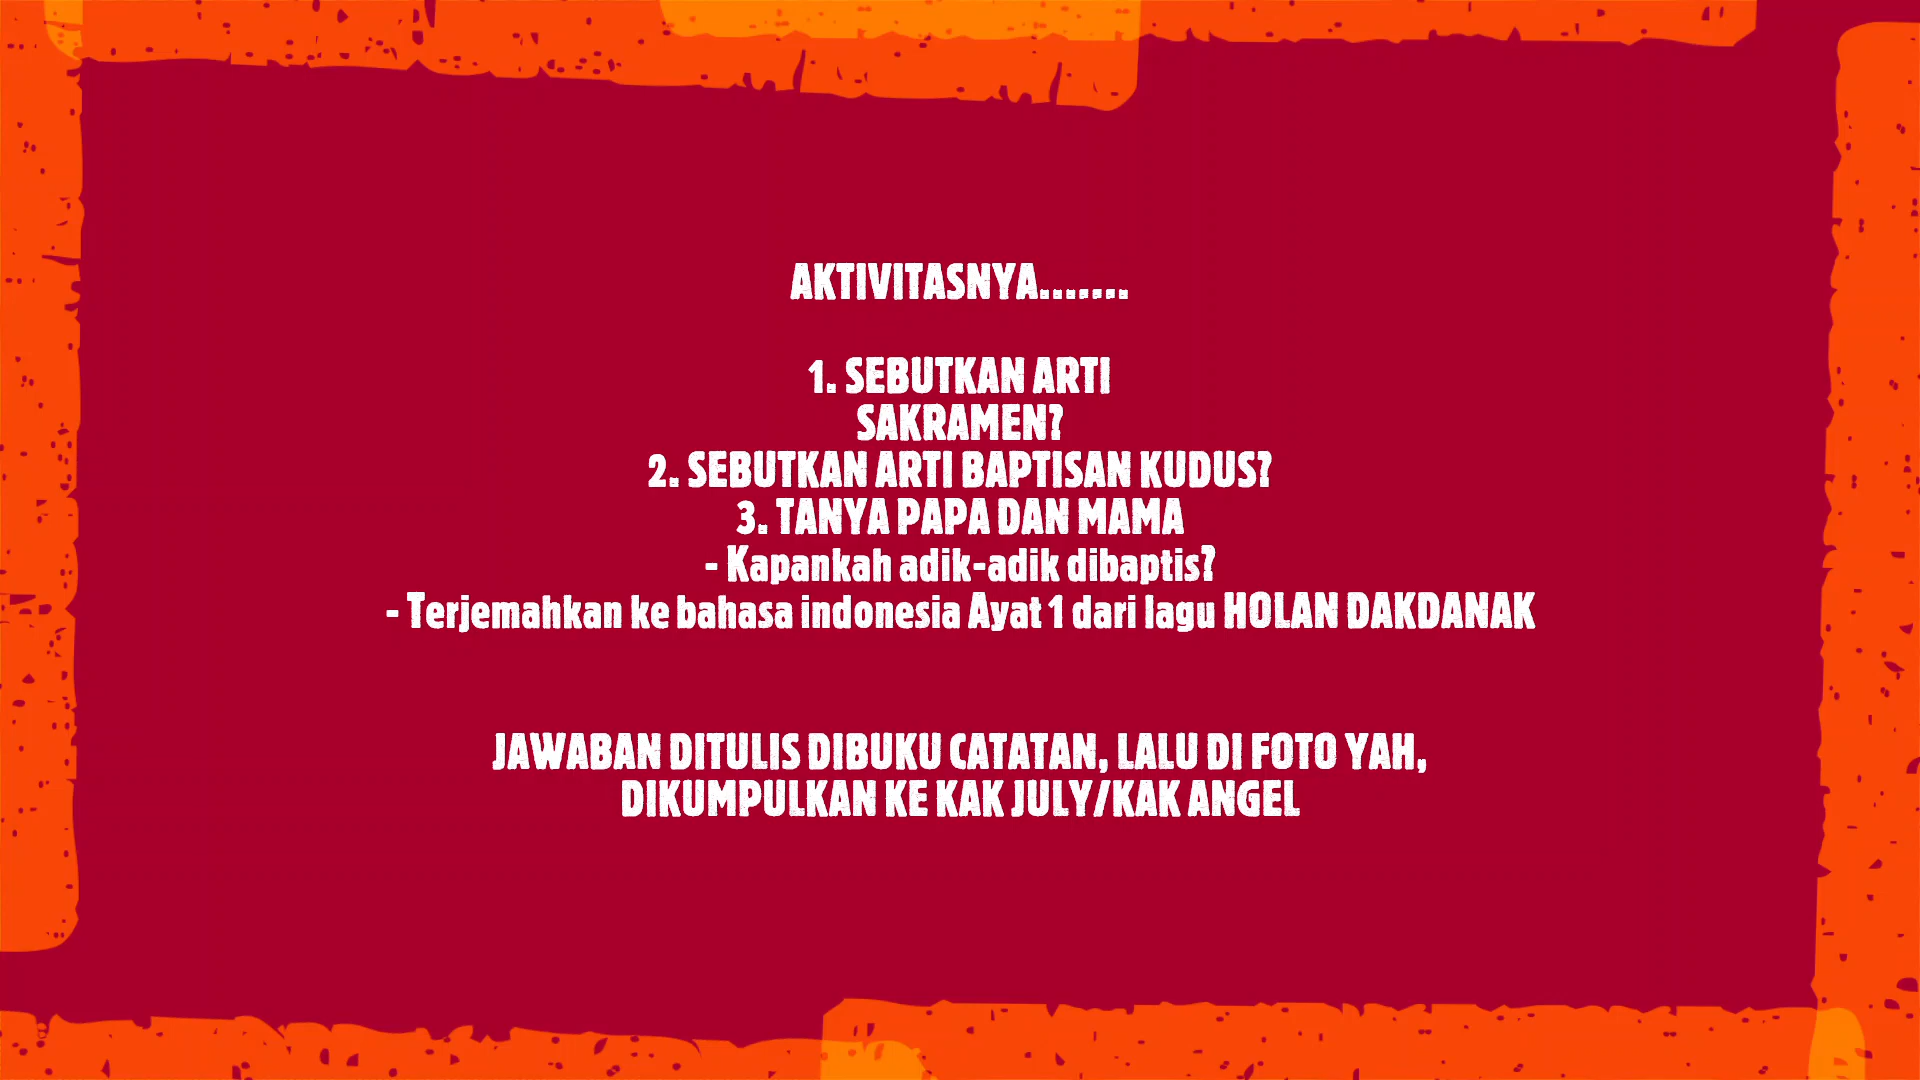 AKTIVITASNYA.......
1. SEBUTKAN ARTI
SAKRAMEN?
2. SEBUTKAN ARTI BAPTISAN KUDUS?
3. TANYA PAPA DAN MAMA
- Kapankah adik-adik dibaptis?
- Terjemahkan ke bahasa indonesia Ayat 1 dari lagu HOLAN DAKDANAK
JAWABAN DITULIS DIBUKU CATATAN, LALU DI FOTO YAH,
DIKUMPULKAN KE KAK JULY/KAK ANGEL